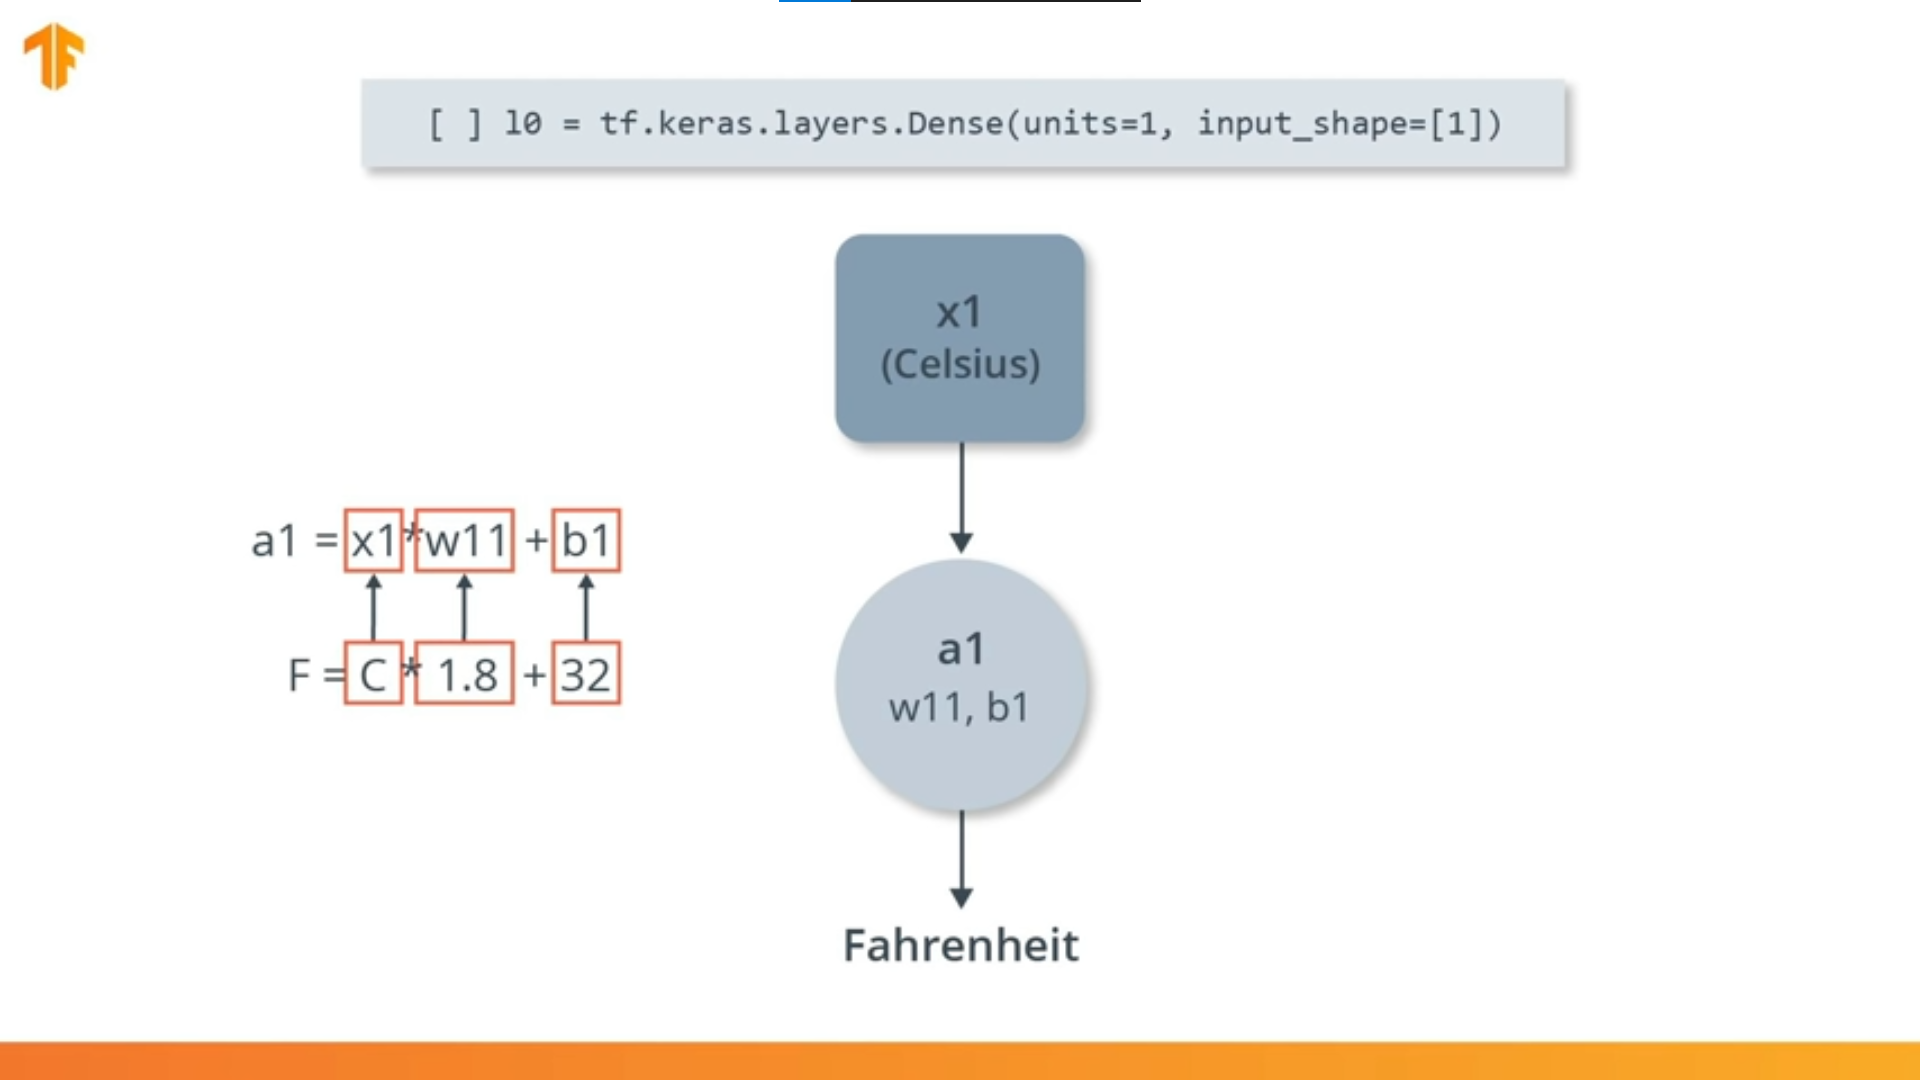 [ ] l0 = tf.keras.layers.Dense(units=1, input_shape=[1])
x1
(Celsius)
a1 = x1*w11 + b1
F = C * 1.8 + 32
a1
w11, b1
Fahrenheit